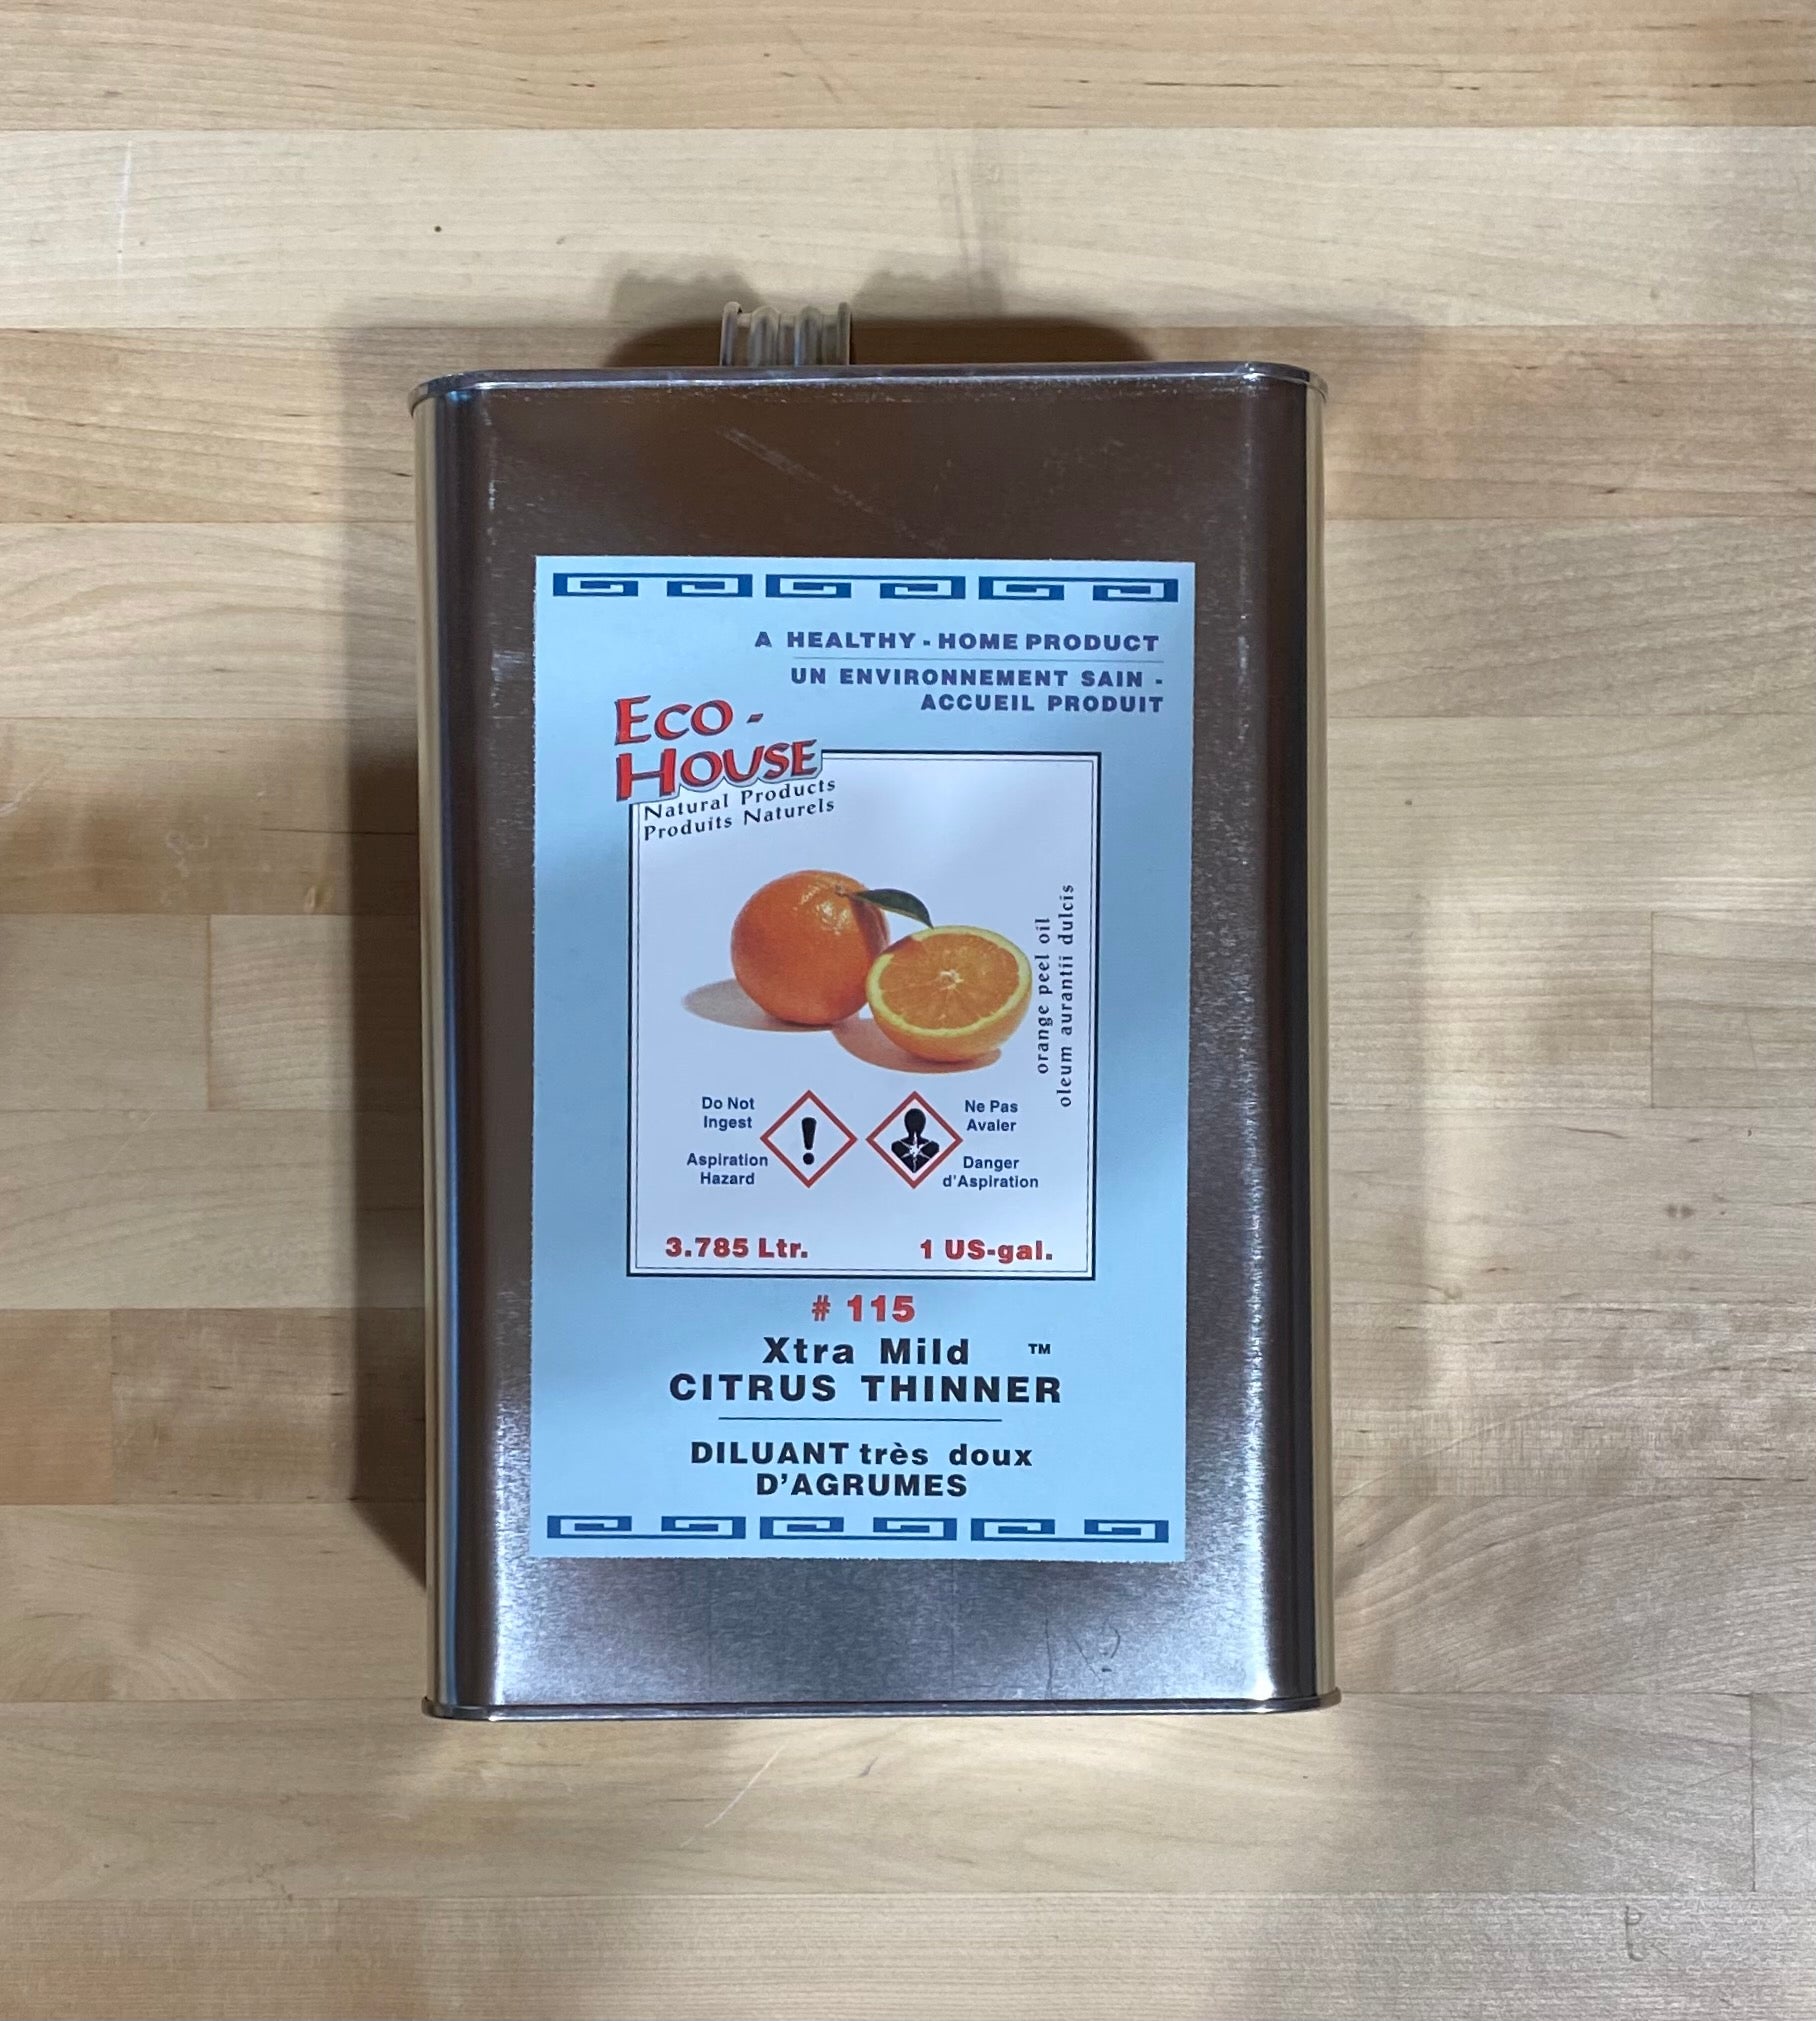 A HEALTHY - HOME PRODUCT
UN ENVIRONNEMENT SAIN -
ACCUEIL PRODUIT
ECO -
HOUSE
Natural Products
Produits Naturels
orange peel oil
oleum aurantii dulcis
Do Not
Ingest
Aspiration
Hazard
Ne Pas
Avaler
Danger
d'Aspiration
3.785 Ltr.
1 US-gal.
# 115
Xtra Mild ™
CITRUS THINNER
DILUANT très doux
D'AGRUMES